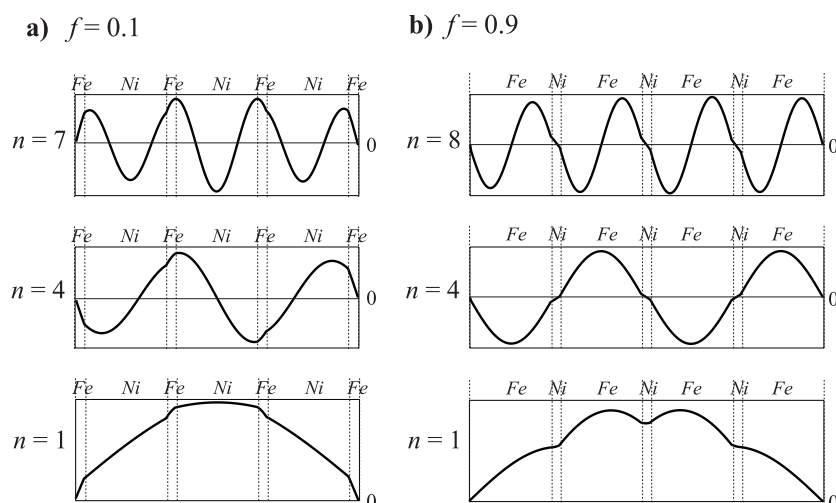 a) f = 0.1
Fe Ni Fe Ni Fe Ni Fe
n = 7
0
Fe Ni Fe Ni Fe Ni Fe
n = 4
0
Fe Ni Fe Ni Fe Ni Fe
n = 1
0
b) f = 0.9
Fe Ni Fe Ni Fe Ni Fe
n = 8
0
Fe Ni Fe Ni Fe Ni Fe
n = 4
0
Fe Ni Fe Ni Fe Ni Fe
n = 1
0